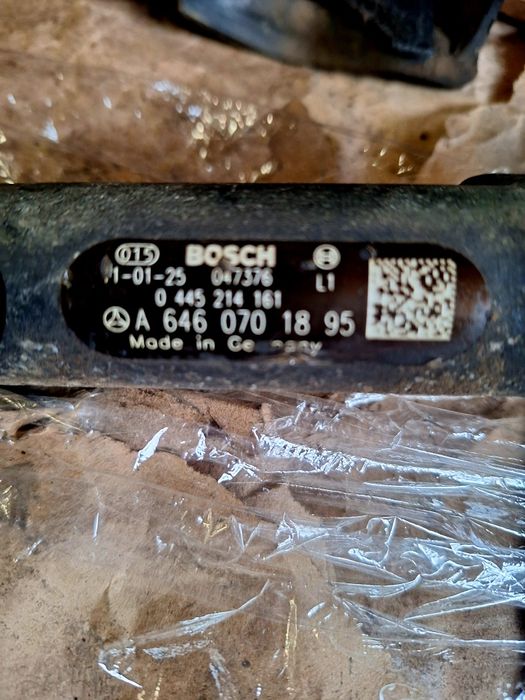 015 BOSCH
1-01-25 047376 L1
0 445 214 161
A 646 070 18 95
Made in